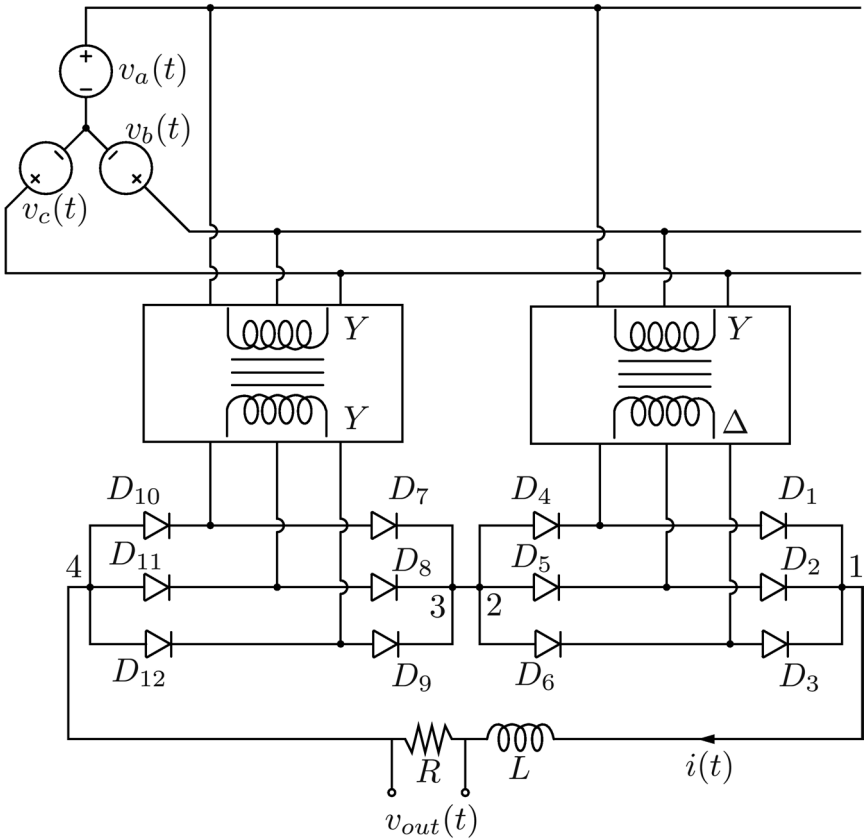 +
−
v_a(t)
v_b(t)
v_c(t)
Y
Y
Y
Δ
D_10
D_7
D_4
D_1
4
D_11
D_8
D_5
D_2
1
3
2
D_12
D_9
D_6
D_3
R
L
i(t)
v_out(t)